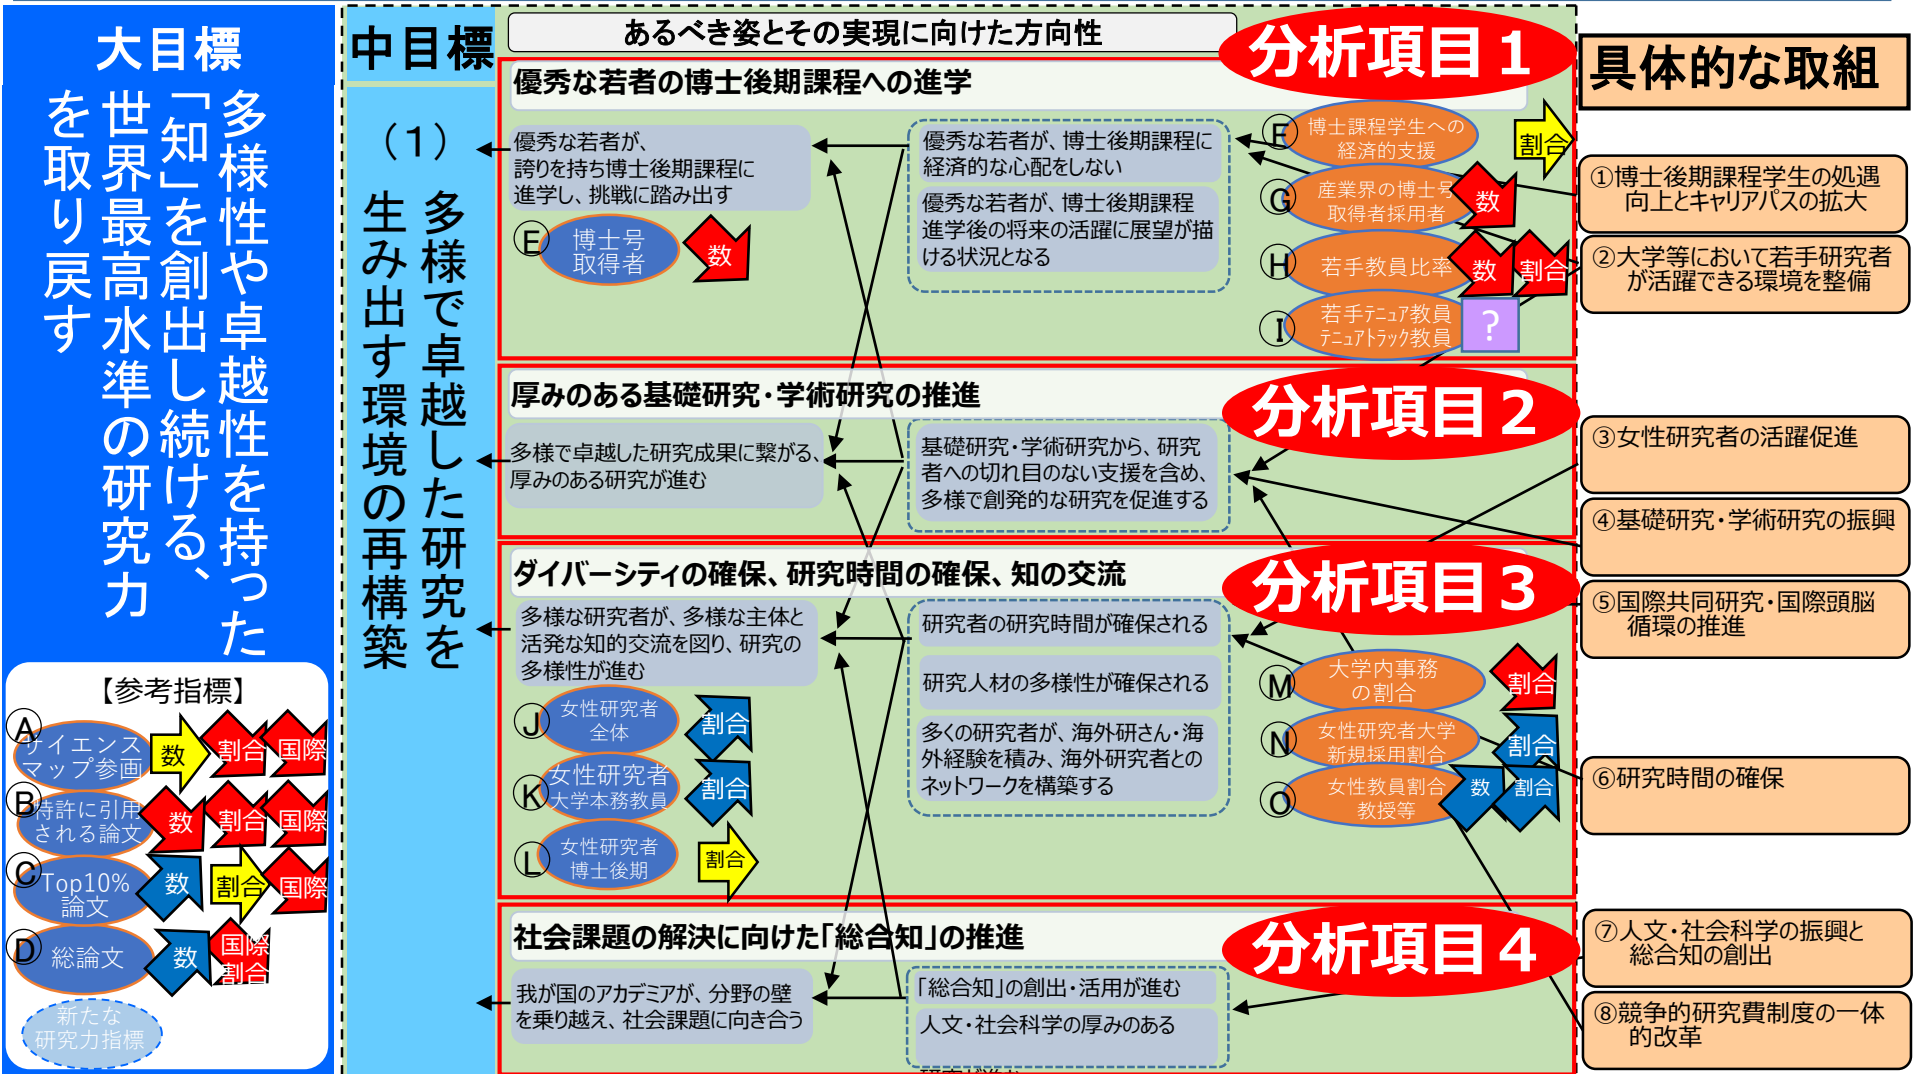 大目標
多様性や卓越性を持った
「知」を創出し続ける、
世界最高水準の研究力
を取り戻す
【参考指標】
A
サイエンス
マップ参画
数
割合
国際
B
特許に引用
される論文
数
割合
国際
C
Top10%
論文
数
割合
国際
D
総論文
数
国際
割合
新たな
研究力指標
中目標
(1)
多様で卓越した研究を
生み出す環境の再構築
あるべき姿とその実現に向けた方向性
分析項目1
優秀な若者の博士後期課程への進学
優秀な若者が、
誇りを持ち博士後期課程に
進学し、挑戦に踏み出す
E
博士号
取得者
数
優秀な若者が、博士後期課程に
経済的な心配をしない
優秀な若者が、博士後期課程
進学後の将来の活躍に展望が描
ける状況となる
F
博士課程学生への
経済的支援
割合
G
産業界の博士号
取得者採用者
数
H
若手教員比率
数
割合
I
若手テニュア教員
テニュアトラック教員
?
分析項目2
厚みのある基礎研究・学術研究の推進
多様で卓越した研究成果に繋がる、
厚みのある研究が進む
基礎研究・学術研究から、研究
者への切れ目のない支援を含め、
多様で創発的な研究を促進する
分析項目3
ダイバーシティの確保、研究時間の確保、知の交流
多様な研究者が、多様な主体と
活発な知的交流を図り、研究の
多様性が進む
J
女性研究者
全体
割合
K
女性研究者
大学本務教員
割合
L
女性研究者
博士後期
割合
研究者の研究時間が確保される
研究人材の多様性が確保される
多くの研究者が、海外研さん・海
外経験を積み、海外研究者との
ネットワークを構築する
M
大学内事務
の割合
割合
N
女性研究者大学
新規採用割合
割合
O
女性教員割合
教授等
数
割合
分析項目4
社会課題の解決に向けた「総合知」の推進
我が国のアカデミアが、分野の壁
を乗り越え、社会課題に向き合う
「総合知」の創出・活用が進む
人文・社会科学の厚みのある
具体的な取組
①博士後期課程学生の処遇
向上とキャリアパスの拡大
②大学等において若手研究者
が活躍できる環境を整備
③女性研究者の活躍促進
④基礎研究・学術研究の振興
⑤国際共同研究・国際頭脳
循環の推進
⑥研究時間の確保
⑦人文・社会科学の振興と
総合知の創出
⑧競争的研究費制度の一体
的改革